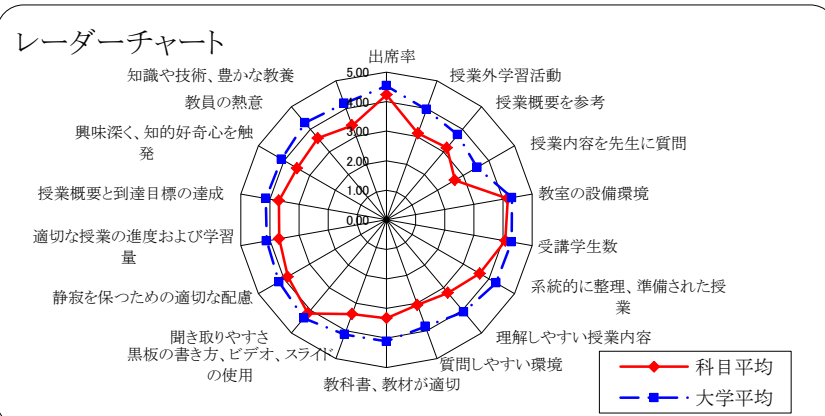 レーダーチャート
出席率
授業外学習活動
授業概要を参考
授業内容を先生に質問
教室の設備環境
受講学生数
系統的に整理、準備された授
業
理解しやすい授業内容
質問しやすい環境
教科書、教材が適切
黒板の書き方、ビデオ、スライド
の使用
聞き取りやすさ
静寂を保つための適切な配慮
適切な授業の進度および学習
量
授業概要と到達目標の達成
興味深く、知的好奇心を触
発
教員の熱意
知識や技術、豊かな教養
5.00
4.00
3.00
2.00
1.00
0.00
科目平均
大学平均